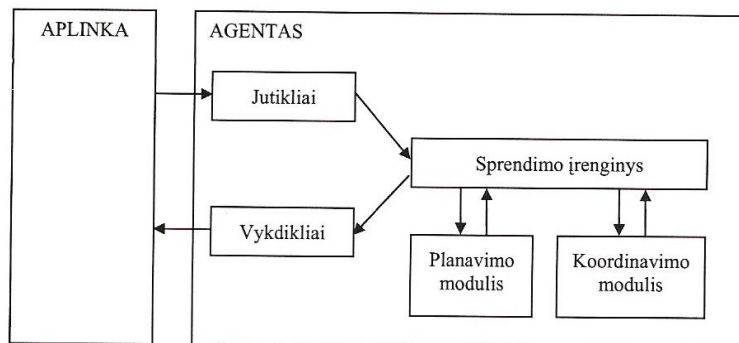 APLINKA
AGENTAS
Jutikliai
Sprendimo įrenginys
Vykdikliai
Planavimo
modulis
Koordinavimo
modulis